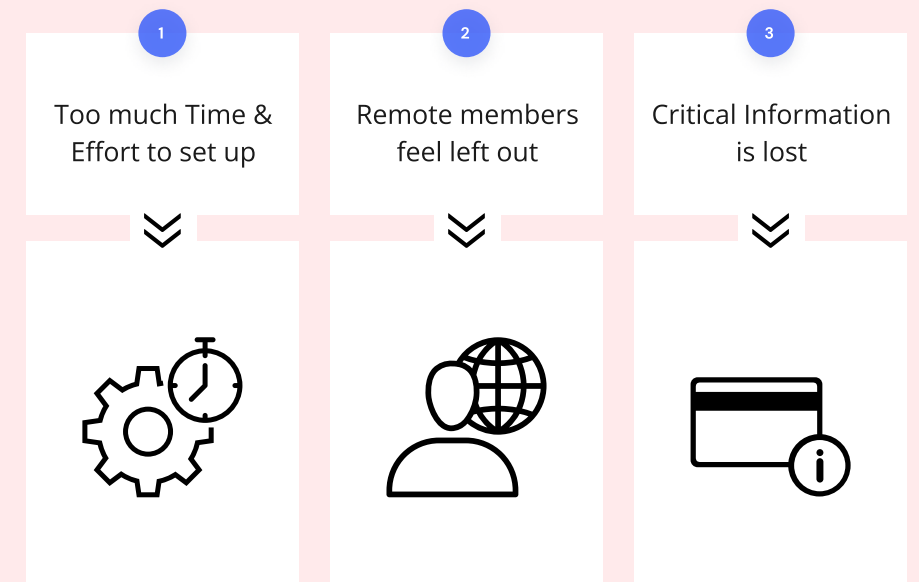 1
Too much Time &
Effort to set up
2
Remote members
feel left out
3
Critical Information
is lost
i